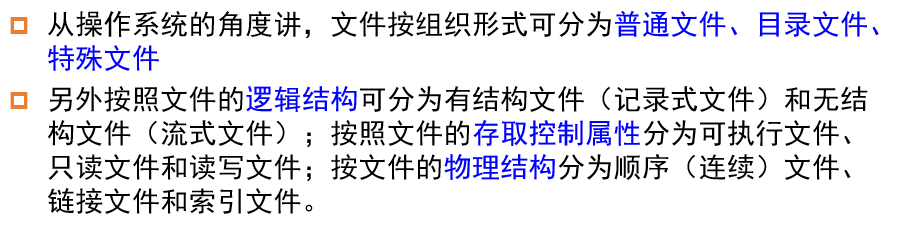 从操作系统的角度讲，文件按组织形式可分为普通文件、目录文件、
特殊文件
另外按照文件的逻辑结构可分为有结构文件（记录式文件）和无结
构文件（流式文件）；按照文件的存取控制属性分为可执行文件、
只读文件和读写文件；按文件的物理结构分为顺序（连续）文件、
链接文件和索引文件。